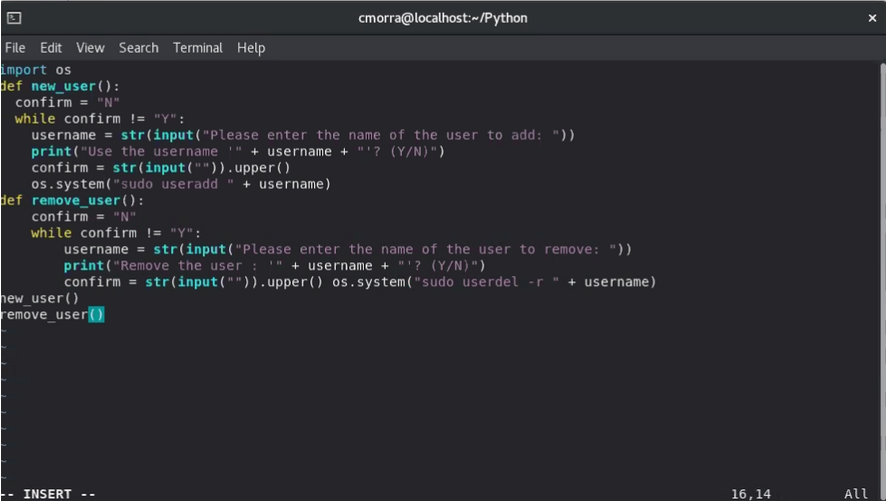 cmorra@localhost:~/Python ×
File Edit View Search Terminal Help
import os
def new_user():
  confirm = "N"
  while confirm != "Y":
    username = str(input("Please enter the name of the user to add: "))
    print("Use the username '" + username + "'? (Y/N)")
    confirm = str(input("")).upper()
    os.system("sudo useradd " + username)
def remove_user():
    confirm = "N"
    while confirm != "Y":
        username = str(input("Please enter the name of the user to remove: "))
        print("Remove the user : '" + username + "'? (Y/N)")
        confirm = str(input("")).upper() os.system("sudo userdel -r " + username)
new_user()
remove_user()
~
~
~
~
~
~
~
~
~
~
-- INSERT -- 16,14 All